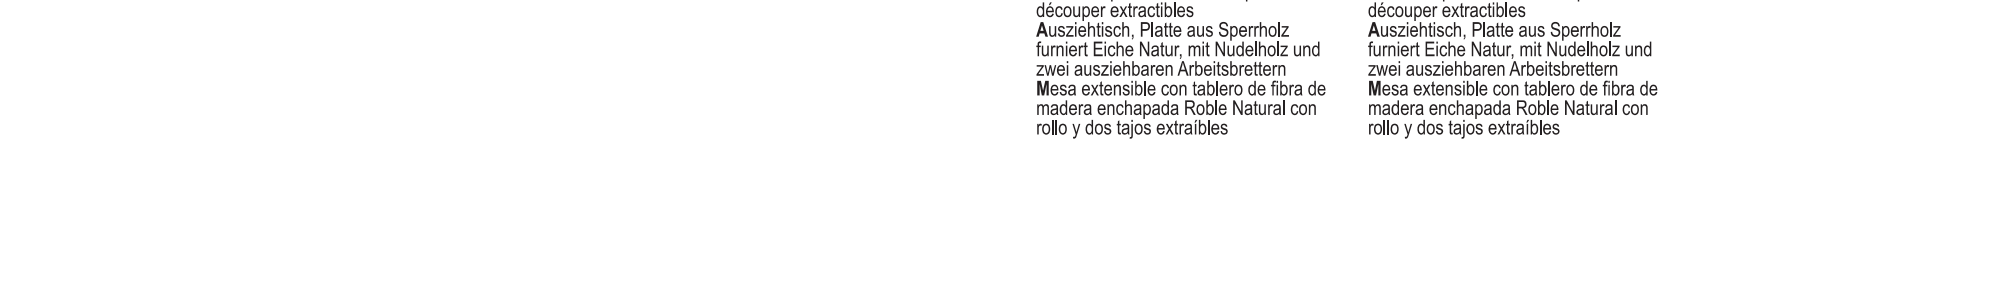 découper extractibles
Ausziehtisch, Platte aus Sperrholz
furniert Eiche Natur, mit Nudelholz und
zwei ausziehbaren Arbeitsbrettern
Mesa extensible con tablero de fibra de
madera enchapada Roble Natural con
rollo y dos tajos extraíbles
découper extractibles
Ausziehtisch, Platte aus Sperrholz
furniert Eiche Natur, mit Nudelholz und
zwei ausziehbaren Arbeitsbrettern
Mesa extensible con tablero de fibra de
madera enchapada Roble Natural con
rollo y dos tajos extraíbles